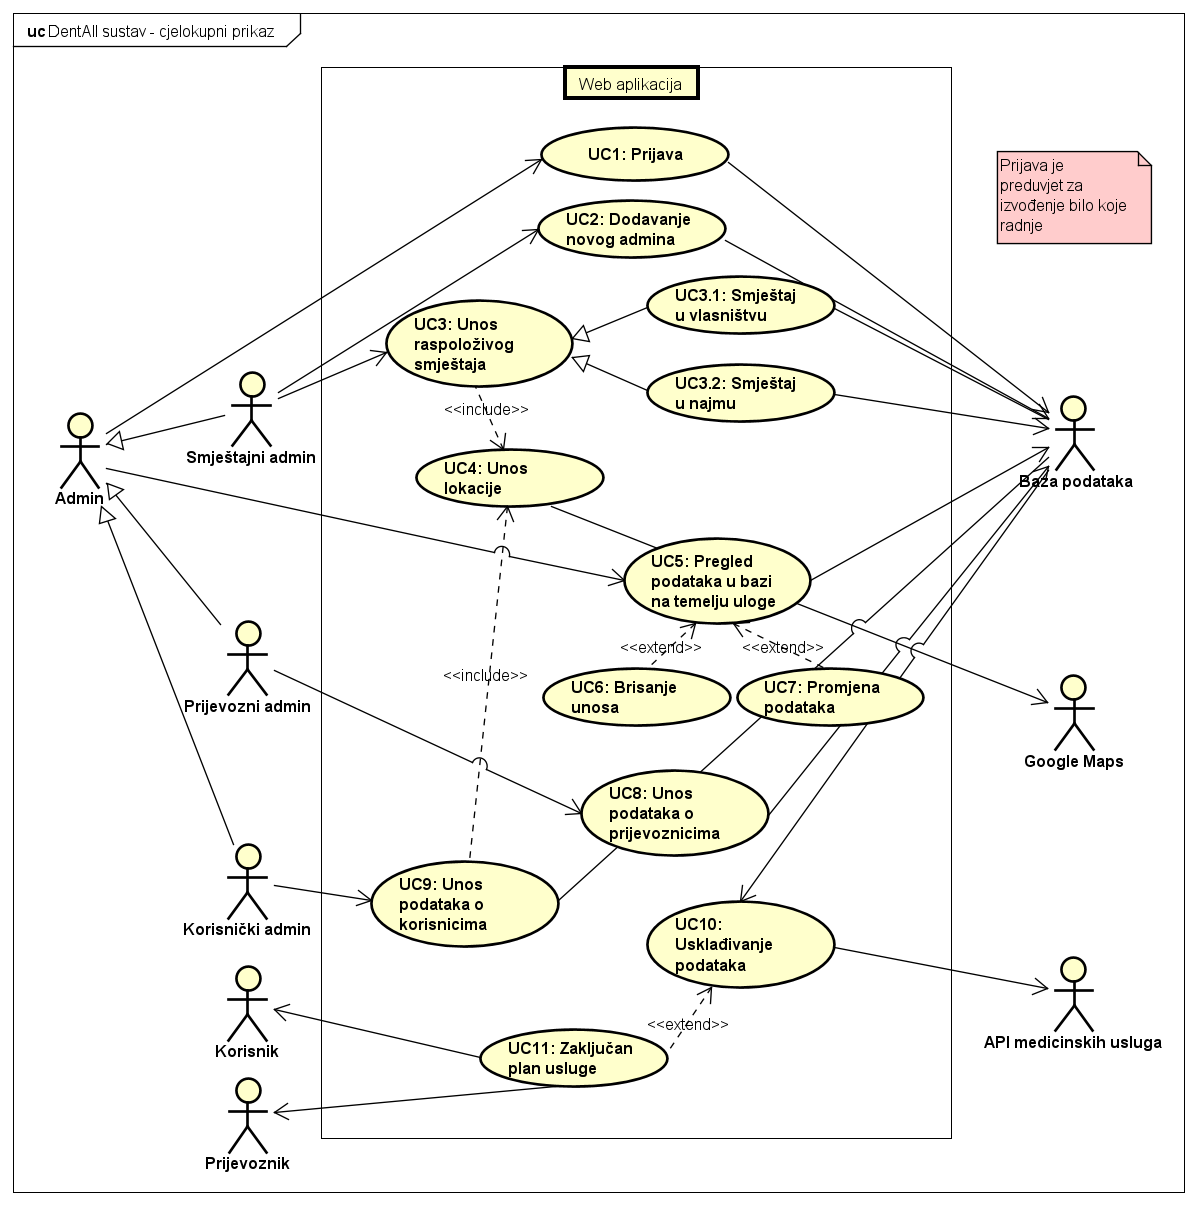 uc DentAll sustav - cjelokupni prikaz
Web aplikacija
UC1: Prijava
Prijava je
preduvjet za
izvođenje bilo koje
radnje
UC2: Dodavanje
novog admina
UC3.1: Smještaj
u vlasništvu
UC3: Unos
raspoloživog
smještaja
UC3.2: Smještaj
u najmu
<<include>>
Smještajni admin
Admin
Baza podataka
UC4: Unos
lokacije
UC5: Pregled
podataka u bazi
na temelju uloge
<<extend>>
<<extend>>
<<include>>
UC6: Brisanje
unosa
UC7: Promjena
podataka
Prijevozni admin
Google Maps
UC8: Unos
podataka o
prijevoznicima
UC9: Unos
podataka o
korisnicima
Korisnički admin
UC10:
Usklađivanje
podataka
<<extend>>
Korisnik
API medicinskih usluga
UC11: Zaključan
plan usluge
Prijevoznik